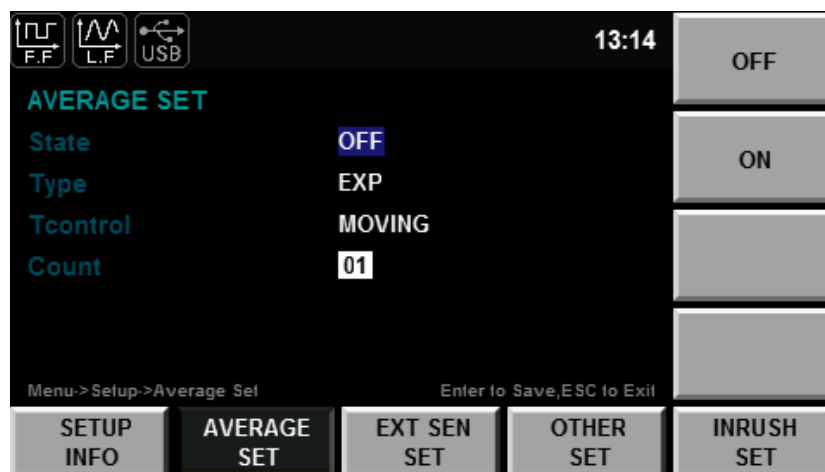 F.F L.F USB 13:14
OFF
AVERAGE SET
State OFF
ON
Type EXP
Tcontrol MOVING
Count 01
Menu->Setup->Average Set Enter to Save,ESC to Exit
SETUP INFO
AVERAGE SET
EXT SEN SET
OTHER SET
INRUSH SET